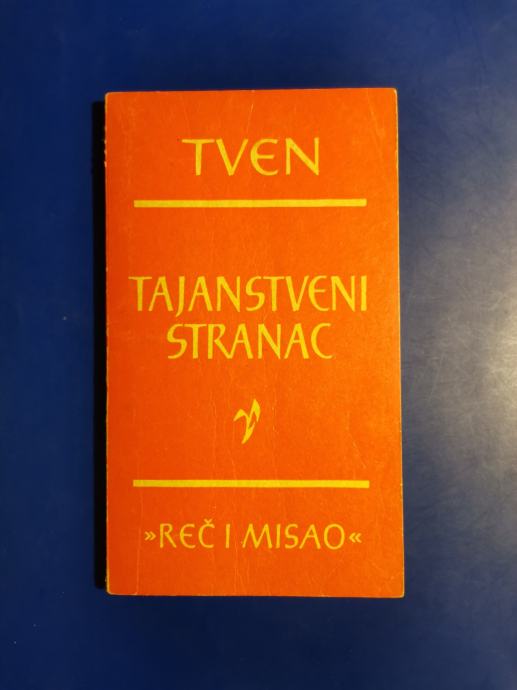 TVEN
TAJANSTVENI
STRANAC
»REČ I MISAO«